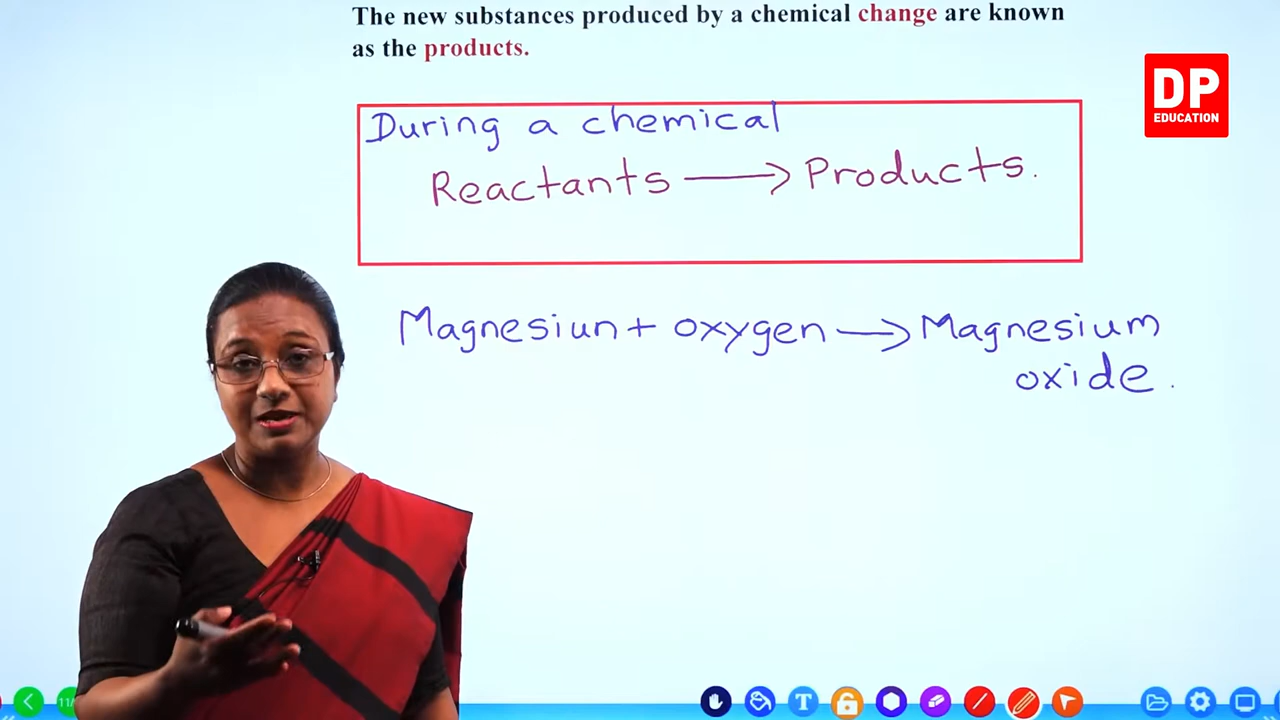 The new substances produced by a chemical change are known
as the products.
DP
EDUCATION
During a chemical
Reactants → Products.
Magnesiun + oxygen → Magnesium
oxide.
11/
T